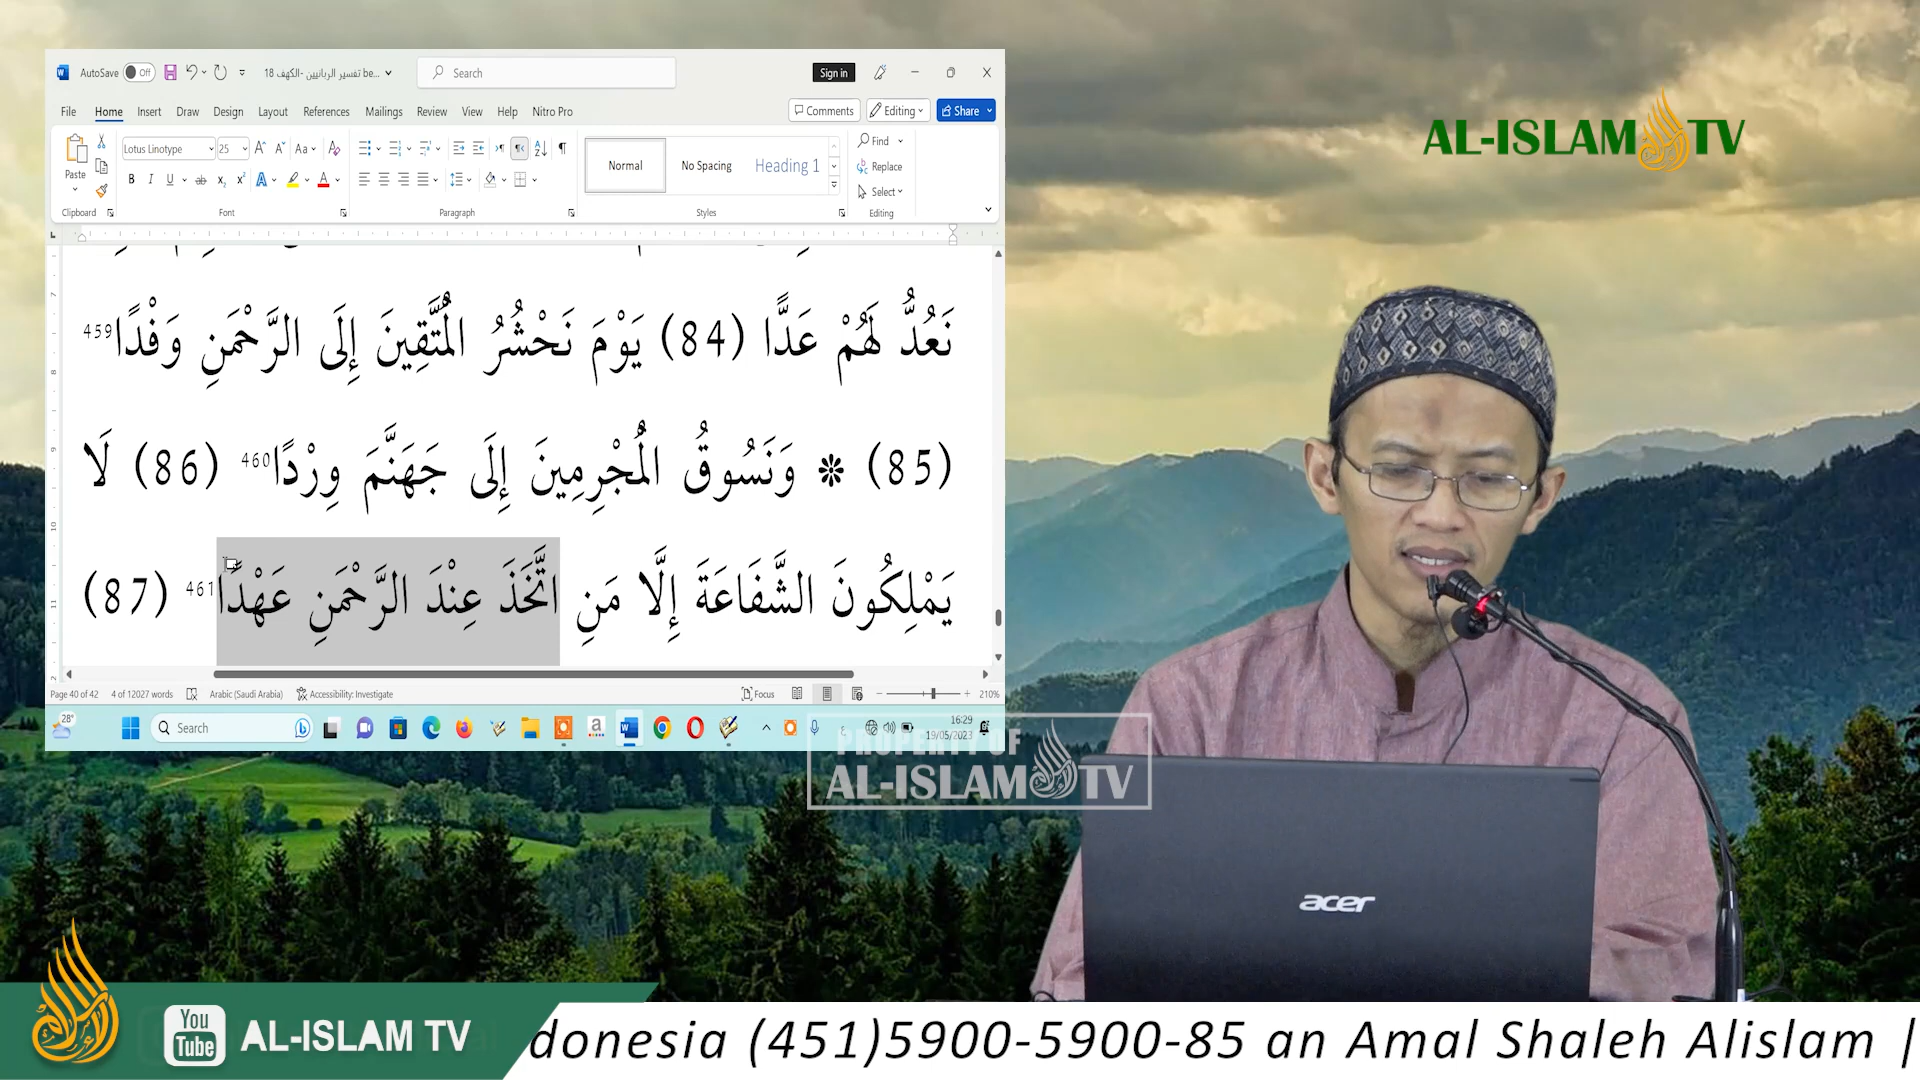 AutoSave Off تفسير الربانيين -الكهف 18 be... Search Sign in
File Home Insert Draw Design Layout References Mailings Review View Help Nitro Pro Comments Editing Share
Paste Lotus Linotype 25 Aa Normal No Spacing Heading 1 Find
Replace
Select
Clipboard Font Paragraph Styles Editing
نَعُدُّ لَهُمْ عَدًّا (84) يَوْمَ نَحْشُرُ الْمُتَّقِينَ إِلَى الرَّحْمَنِ وَفْدًا459
(85) ❇ وَنَسُوقُ الْمُجْرِمِينَ إِلَى جَهَنَّمَ وِرْدًا460 (86) لَا
يَمْلِكُونَ الشَّفَاعَةَ إِلَّا مَنِ اتَّخَذَ عِنْدَ الرَّحْمَنِ عَهْدًا461 (87)
Page 40 of 42 4 of 12027 words Arabic (Saudi Arabia) Accessibility: Investigate Focus 210%
28° Search 16:29
19/05/2023
AL-ISLAM TV
PROPERTY OF
AL-ISLAM TV
acer
You Tube AL-ISLAM TV
donesia (451)5900-5900-85 an Amal Shaleh Alislam |